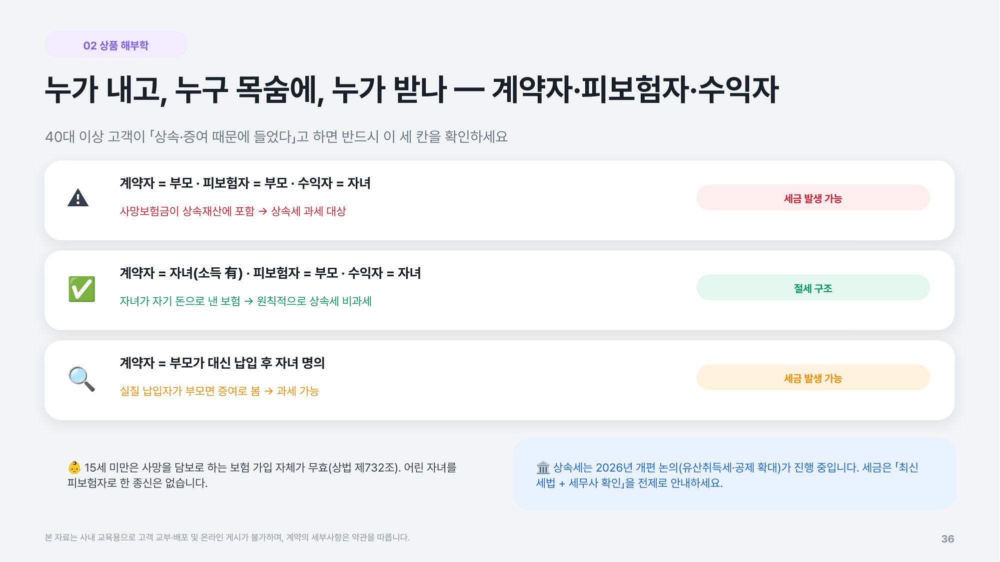 02 상품 해부학
누가 내고, 누구 목숨에, 누가 받나 — 계약자·피보험자·수익자
40대 이상 고객이 「상속·증여 때문에 들었다」고 하면 반드시 이 세 칸을 확인하세요
계약자 = 부모 · 피보험자 = 부모 · 수익자 = 자녀
사망보험금이 상속재산에 포함 → 상속세 과세 대상
세금 발생 가능
계약자 = 자녀(소득 有) · 피보험자 = 부모 · 수익자 = 자녀
자녀가 자기 돈으로 낸 보험 → 원칙적으로 상속세 비과세
절세 구조
계약자 = 부모가 대신 납입 후 자녀 명의
실질 납입자가 부모면 증여로 봄 → 과세 가능
세금 발생 가능
👶 15세 미만은 사망을 담보로 하는 보험 가입 자체가 무효(상법 제732조). 어린 자녀를
피보험자로 한 종신은 없습니다.
🏛️ 상속세는 2026년 개편 논의(유산취득세·공제 확대)가 진행 중입니다. 세금은 「최신
세법 + 세무사 확인」을 전제로 안내하세요.
본 자료는 사내 교육용으로 고객 교부·배포 및 온라인 게시가 불가하며, 계약의 세부사항은 약관을 따릅니다.
36